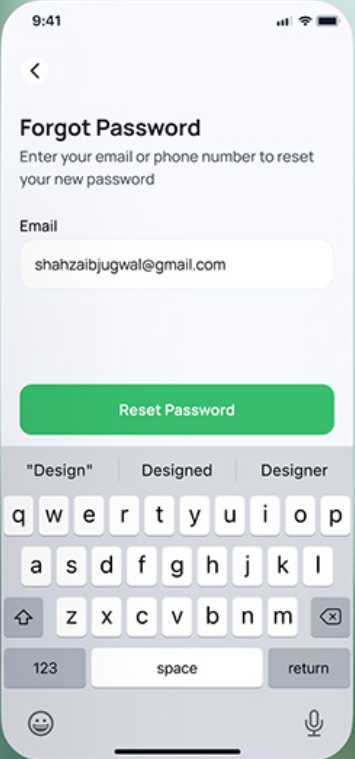 9:41
Forgot Password
Enter your email or phone number to reset
your new password
Email
shahzaibjugwal@gmail.com
Reset Password
"Design" Designed Designer
q w e r t y u i o p
a s d f g h j k l
z x c v b n m
123 space return